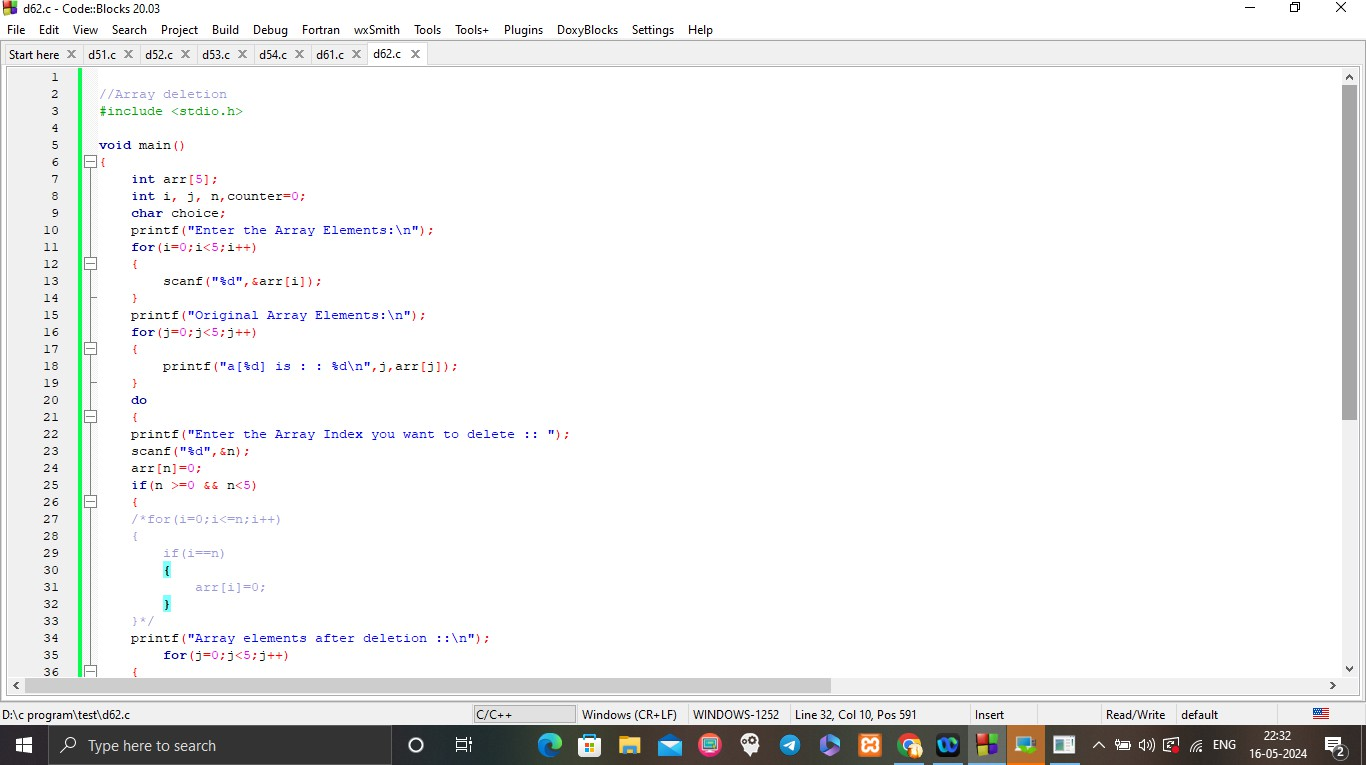 d62.c - Code::Blocks 20.03
File Edit View Search Project Build Debug Fortran wxSmith Tools Tools+ Plugins DoxyBlocks Settings Help
Start here d51.c d52.c d53.c d54.c d61.c d62.c
1
2 //Array deletion
3 #include <stdio.h>
4
5 void main()
6 {
7 int arr[5];
8 int i, j, n,counter=0;
9 char choice;
10 printf("Enter the Array Elements:\n");
11 for(i=0;i<5;i++)
12 {
13 scanf("%d",&arr[i]);
14 }
15 printf("Original Array Elements:\n");
16 for(j=0;j<5;j++)
17 {
18 printf("a[%d] is : : %d\n",j,arr[j]);
19 }
20 do
21 {
22 printf("Enter the Array Index you want to delete :: ");
23 scanf("%d",&n);
24 arr[n]=0;
25 if(n >=0 && n<5)
26 {
27 /*for(i=0;i<=n;i++)
28 {
29 if(i==n)
30 {
31 arr[i]=0;
32 }
33 }*/
34 printf("Array elements after deletion ::\n");
35 for(j=0;j<5;j++)
36 {
D:\c program\test\d62.c C/C++ Windows (CR+LF) WINDOWS-1252 Line 32, Col 10, Pos 591 Insert Read/Write default
Type here to search ENG 22:32
16-05-2024 2